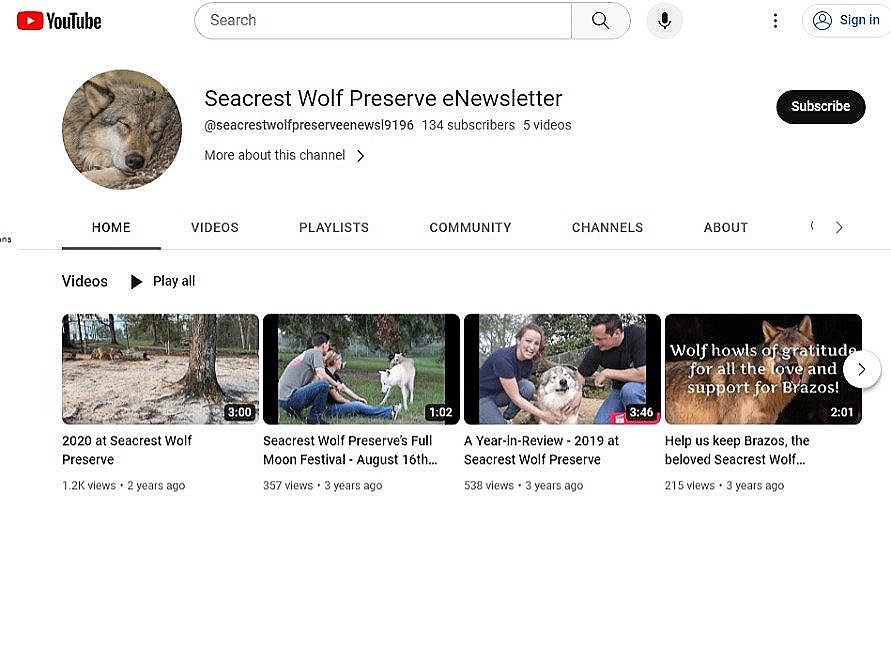 YouTube
Search
Sign in
Seacrest Wolf Preserve eNewsletter
@seacrestwolfpreserveenewsl9196 134 subscribers 5 videos
More about this channel
Subscribe
HOME VIDEOS PLAYLISTS COMMUNITY CHANNELS ABOUT
ons
Videos Play all
3:00
1:02
3:46
Wolf howls of gratitude
for all the love and
support for Brazos!
2:01
2020 at Seacrest Wolf
Preserve
1.2K views • 2 years ago
Seacrest Wolf Preserve's Full
Moon Festival - August 16th...
357 views • 3 years ago
A Year-in-Review - 2019 at
Seacrest Wolf Preserve
538 views • 3 years ago
Help us keep Brazos, the
beloved Seacrest Wolf...
215 views • 3 years ago